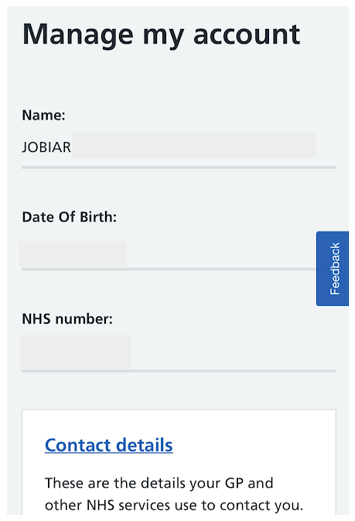 Manage my account
Name:
JOBIAR
Date Of Birth:
Feedback
NHS number:
Contact details
These are the details your GP and
other NHS services use to contact you.